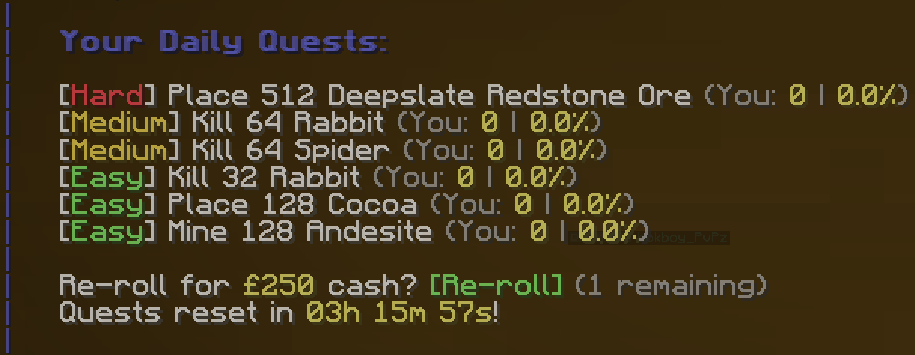 Your Daily Quests:
[Hard] Place 512 Deepslate Redstone Ore (You: 0 | 0.0%)
[Medium] Kill 64 Rabbit (You: 0 | 0.0%)
[Medium] Kill 64 Spider (You: 0 | 0.0%)
[Easy] Kill 32 Rabbit (You: 0 | 0.0%)
[Easy] Place 128 Cocoa (You: 0 | 0.0%)
[Easy] Mine 128 Andesite (You: 0 | 0.0%)
Re-roll for £250 cash? [Re-roll] (1 remaining)
Quests reset in 03h 15m 57s!